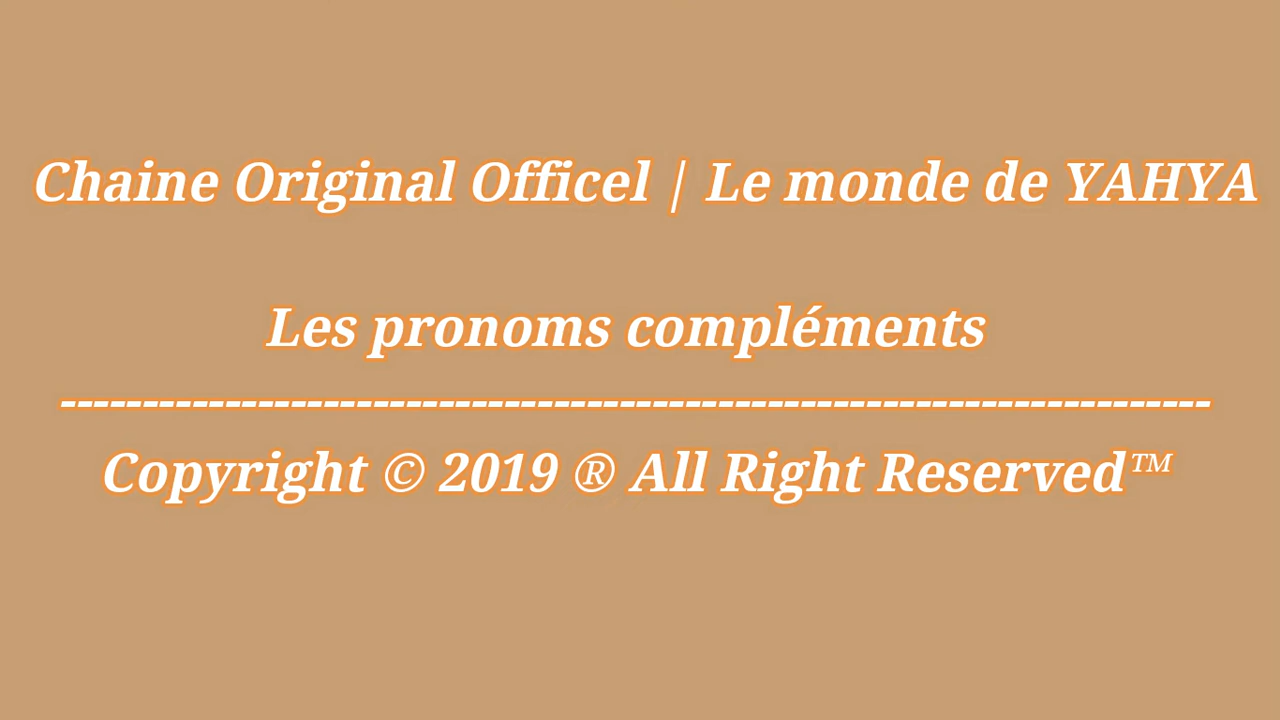 Chaine Original Officel | Le monde de YAHYA
Les pronoms compléments
----------------------------------------------------------------------
Copyright © 2019 ® All Right Reserved™